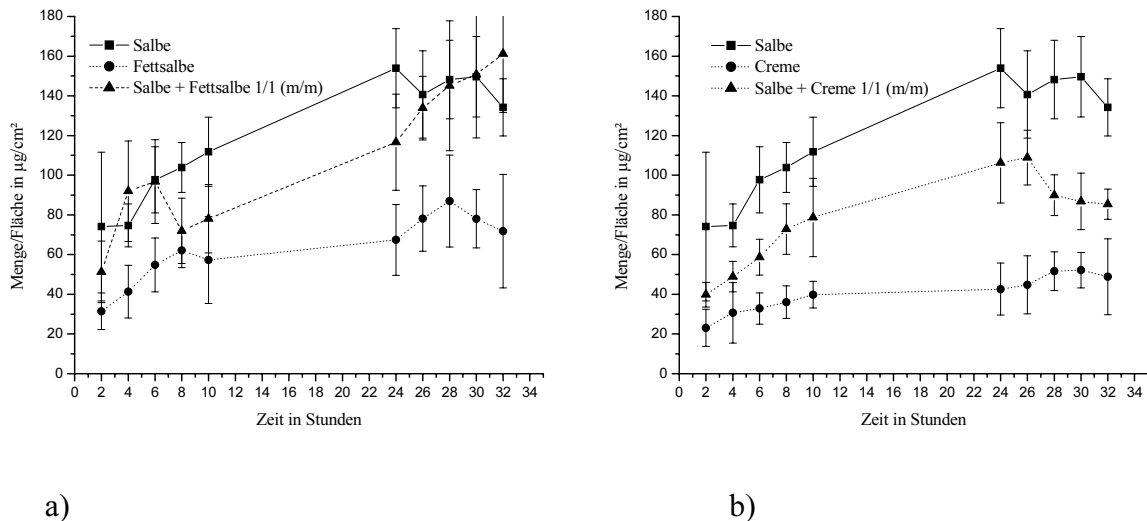 180
160
140
120
100
80
60
40
20
0
Menge/Fläche in µg/cm²
Salbe
Fettsalbe
Salbe + Fettsalbe 1/1 (m/m)
0 2 4 6 8 10 12 14 16 18 20 22 24 26 28 30 32 34
Zeit in Stunden
a)
180
160
140
120
100
80
60
40
20
0
Menge/Fläche in µg/cm²
Salbe
Creme
Salbe + Creme 1/1 (m/m)
0 2 4 6 8 10 12 14 16 18 20 22 24 26 28 30 32 34
Zeit in Stunden
b)